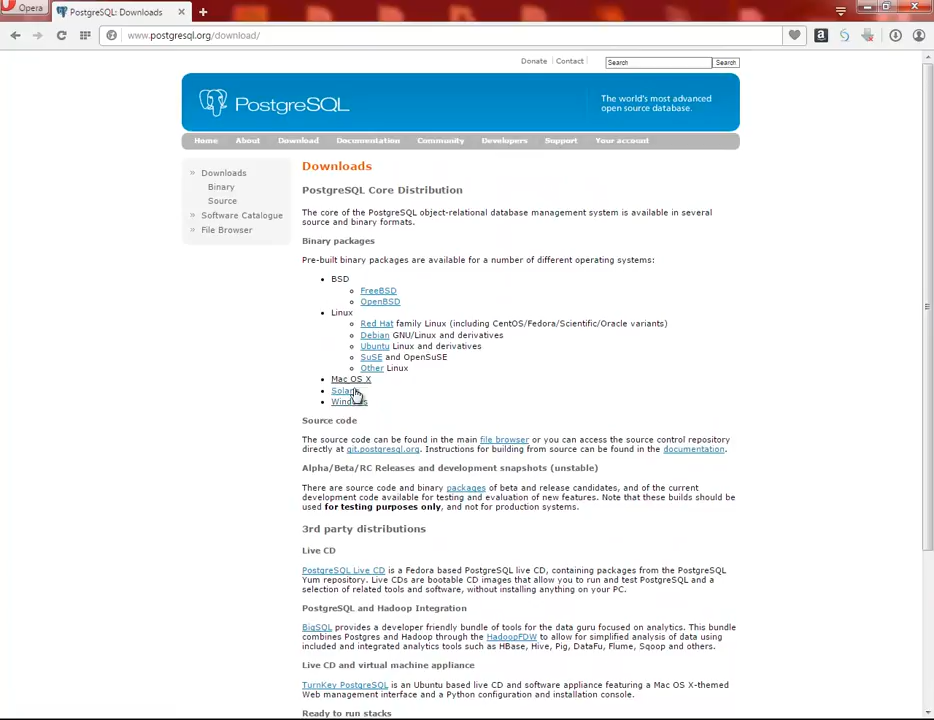 Opera
PostgreSQL: Downloads
www.postgresql.org/download/
Donate | Contact
Search
Search
PostgreSQL
The world's most advanced
open source database.
Home About Download Documentation Community Developers Support Your account
» Downloads
Binary
Source
» Software Catalogue
» File Browser
Downloads
PostgreSQL Core Distribution
The core of the PostgreSQL object-relational database management system is available in several
source and binary formats.
Binary packages
Pre-built binary packages are available for a number of different operating systems:
BSD
FreeBSD
OpenBSD
Linux
Red Hat family Linux (including CentOS/Fedora/Scientific/Oracle variants)
Debian GNU/Linux and derivatives
Ubuntu Linux and derivatives
SuSE and OpenSuSE
Other Linux
Mac OS X
Source code
The source code can be found in the main file browser or you can access the source control repository
directly at git.postgresql.org. Instructions for building from source can be found in the documentation.
Alpha/Beta/RC Releases and development snapshots (unstable)
There are source code and binary packages of beta and release candidates, and of the current
development code available for testing and evaluation of new features. Note that these builds should be
used for testing purposes only, and not for production systems.
3rd party distributions
Live CD
PostgreSQL Live CD is a Fedora based PostgreSQL live CD, containing packages from the PostgreSQL
Yum repository. Live CDs are bootable CD images that allow you to run and test PostgreSQL and a
selection of related tools and software, without installing anything on your PC.
PostgreSQL and Hadoop Integration
BigSQL provides a developer friendly bundle of tools for the data guru focused on analytics. This bundle
combines Postgres and Hadoop through the HadoopFDW to allow for simplified analysis of data using
included and integrated analytics tools such as HBase, Hive, Pig, DataFu, Flume, Sqoop and others.
Live CD and virtual machine appliance
TurnKey PostgreSQL is an Ubuntu based live CD and software appliance featuring a Mac OS X-themed
Web management interface and a Python configuration and installation console.
Ready to run stacks